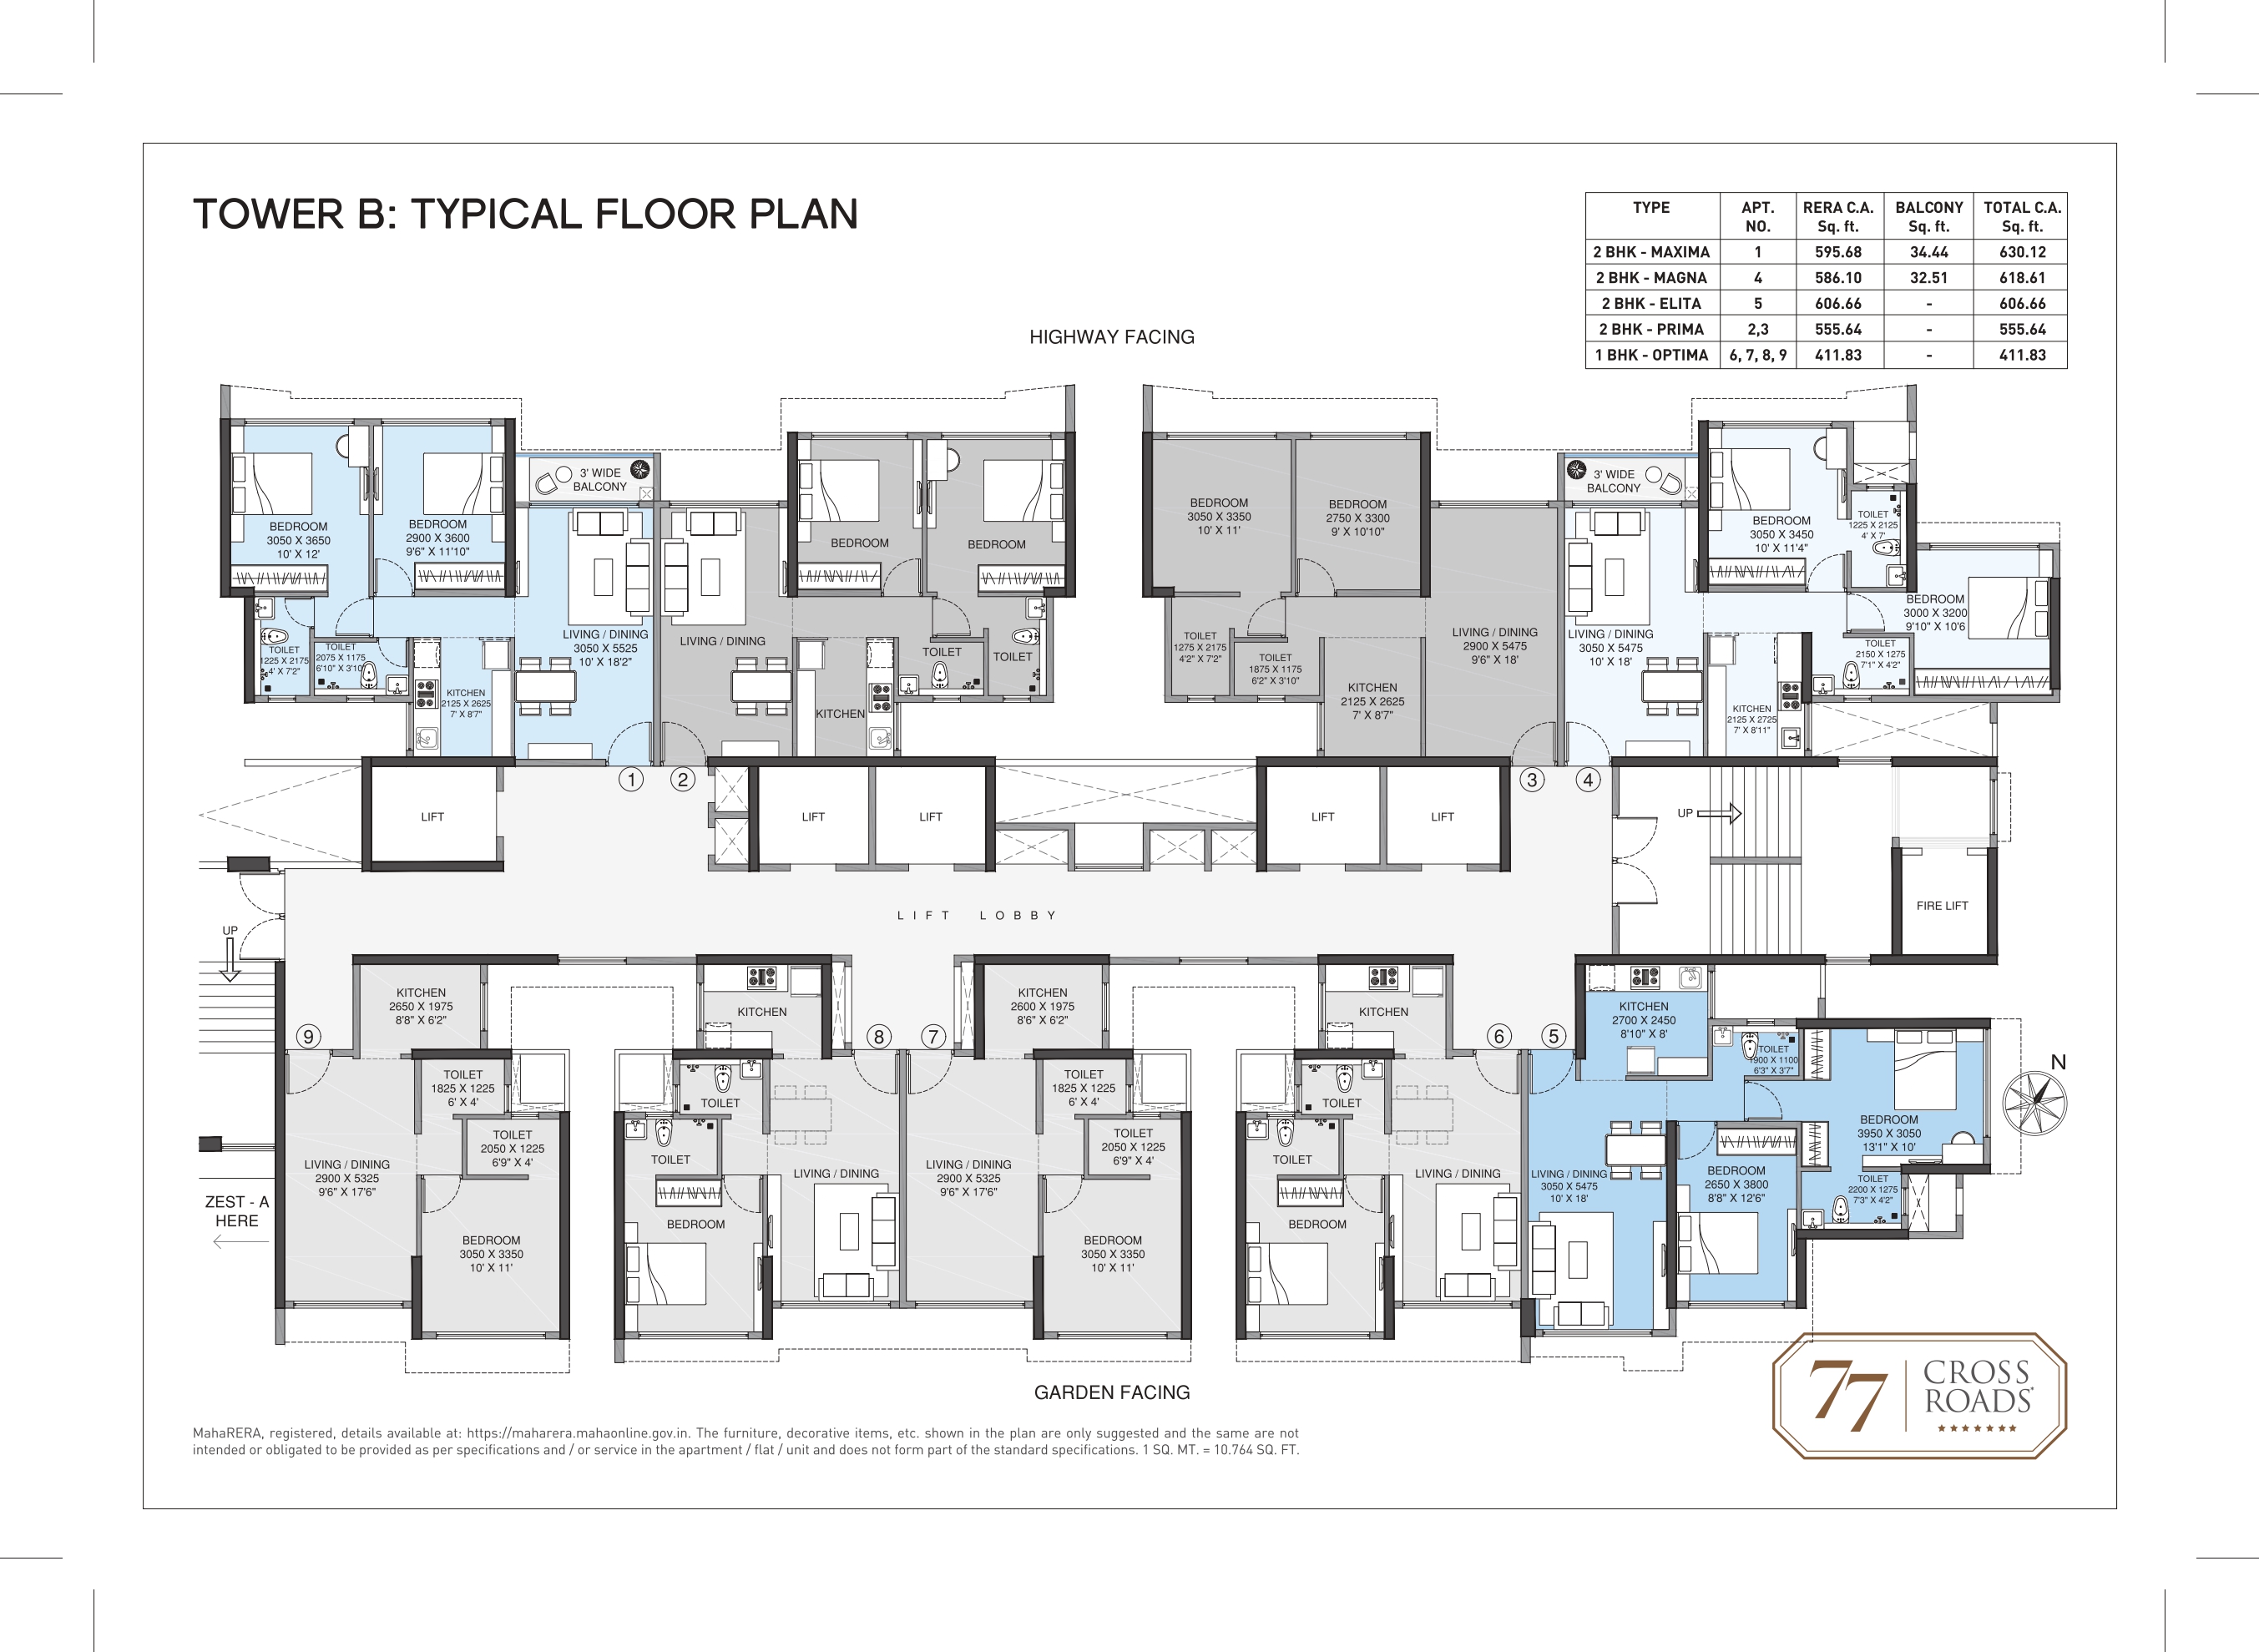 TOWER B: TYPICAL FLOOR PLAN
TYPE APT. NO. RERA C.A. Sq. ft. BALCONY Sq. ft. TOTAL C.A. Sq. ft.
2 BHK - MAXIMA 1 595.68 34.44 630.12
2 BHK - MAGNA 4 586.10 32.51 618.61
2 BHK - ELITA 5 606.66 - 606.66
2 BHK - PRIMA 2,3 555.64 - 555.64
1 BHK - OPTIMA 6, 7, 8, 9 411.83 - 411.83
HIGHWAY FACING
BEDROOM
3050 X 3650
10' X 12'
BEDROOM
2900 X 3600
9'6" X 11'10"
3' WIDE
BALCONY
LIVING / DINING
3050 X 5525
10' X 18'2"
TOILET
1225 X 2175
4' X 7'2"
TOILET
2075 X 1175
6'10" X 3'10"
KITCHEN
2125 X 2625
7' X 8'7"
1
LIVING / DINING
BEDROOM
BEDROOM
TOILET
TOILET
KITCHEN
2
BEDROOM
3050 X 3350
10' X 11'
BEDROOM
2750 X 3300
9' X 10'10"
TOILET
1275 X 2175
4'2" X 7'2"
TOILET
1875 X 1175
6'2" X 3'10"
KITCHEN
2125 X 2625
7' X 8'7"
LIVING / DINING
2900 X 5475
9'6" X 18'
3
3' WIDE
BALCONY
LIVING / DINING
3050 X 5475
10' X 18'
BEDROOM
3050 X 3450
10' X 11'4"
TOILET
1225 X 2125
4' X 7'
BEDROOM
3000 X 3200
9'10" X 10'6
TOILET
2150 X 1275
7'1" X 4'2"
KITCHEN
2125 X 2725
7' X 8'11"
4
LIFT
LIFT
LIFT
LIFT
LIFT
UP
FIRE LIFT
LIFT LOBBY
UP
ZEST - A
HERE
9
KITCHEN
2650 X 1975
8'8" X 6'2"
TOILET
1825 X 1225
6' X 4'
TOILET
2050 X 1225
6'9" X 4'
LIVING / DINING
2900 X 5325
9'6" X 17'6"
BEDROOM
3050 X 3350
10' X 11'
KITCHEN
8
TOILET
TOILET
LIVING / DINING
BEDROOM
7
KITCHEN
2600 X 1975
8'6" X 6'2"
TOILET
1825 X 1225
6' X 4'
TOILET
2050 X 1225
6'9" X 4'
LIVING / DINING
2900 X 5325
9'6" X 17'6"
BEDROOM
3050 X 3350
10' X 11'
KITCHEN
6
TOILET
TOILET
LIVING / DINING
BEDROOM
5
KITCHEN
2700 X 2450
8'10" X 8'
TOILET
1900 X 1100
6'3" X 3'7"
BEDROOM
3950 X 3050
13'1" X 10'
LIVING / DINING
3050 X 5475
10' X 18'
BEDROOM
2650 X 3800
8'8" X 12'6"
TOILET
2200 X 1275
7'3" X 4'2"
N
GARDEN FACING
77 CROSS
ROADS
MahaRERA, registered, details available at: https://maharera.mahaonline.gov.in. The furniture, decorative items, etc. shown in the plan are only suggested and the same are not
intended or obligated to be provided as per specifications and / or service in the apartment / flat / unit and does not form part of the standard specifications. 1 SQ. MT. = 10.764 SQ. FT.